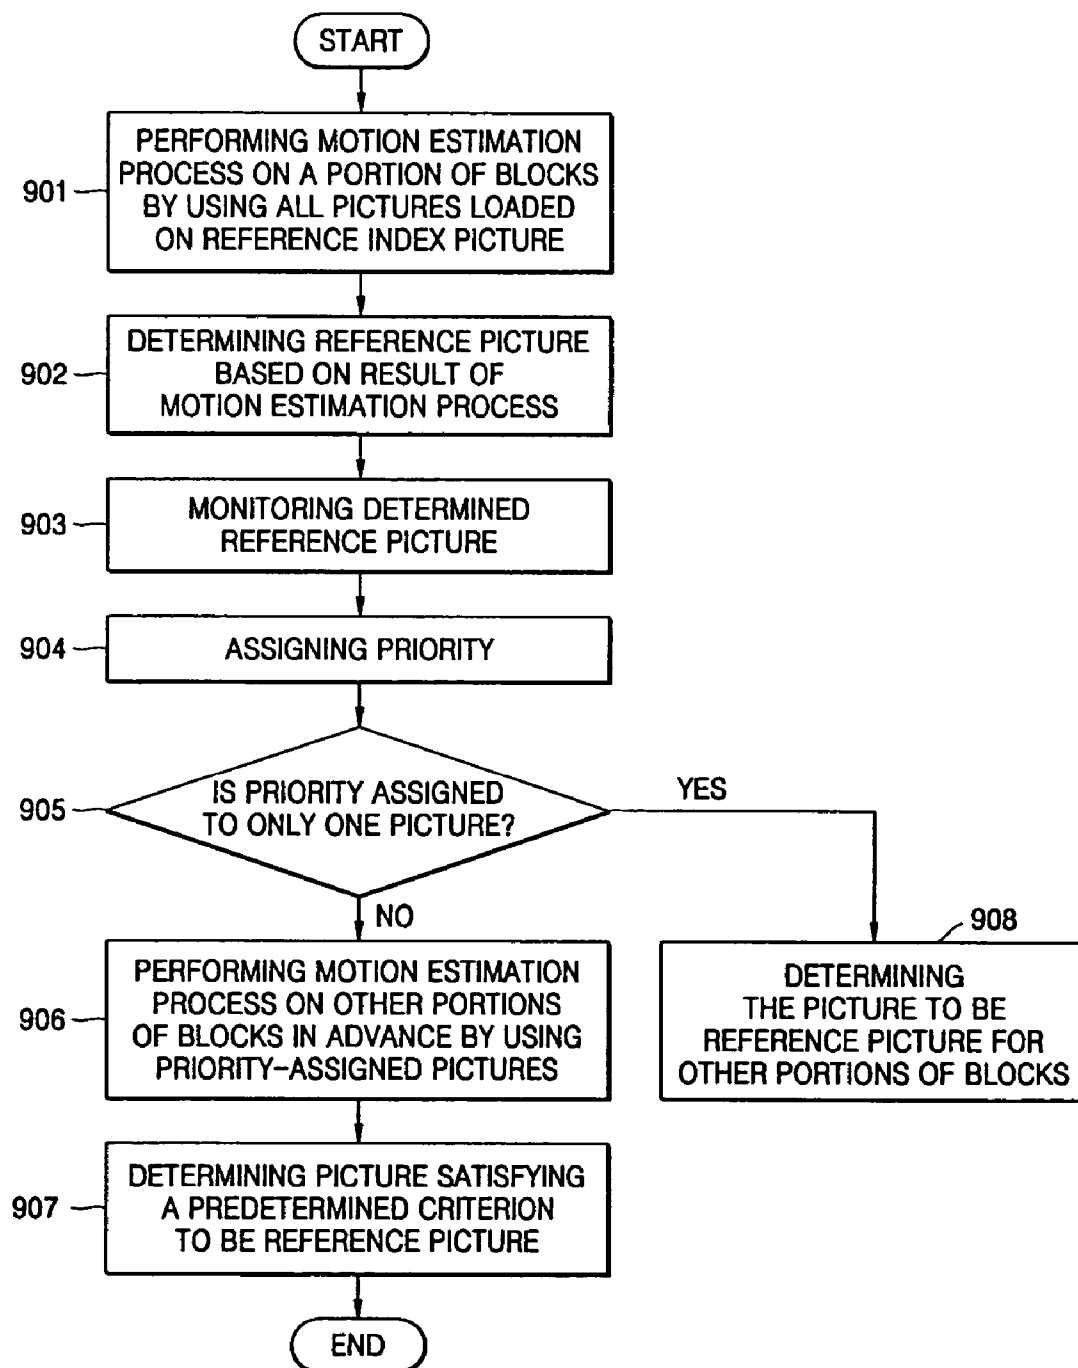 START
901
PERFORMING MOTION ESTIMATION
PROCESS ON A PORTION OF BLOCKS
BY USING ALL PICTURES LOADED
ON REFERENCE INDEX PICTURE
902
DETERMINING REFERENCE PICTURE
BASED ON RESULT OF
MOTION ESTIMATION PROCESS
903
MONITORING DETERMINED
REFERENCE PICTURE
904
ASSIGNING PRIORITY
905
IS PRIORITY ASSIGNED
TO ONLY ONE PICTURE?
YES
NO
906
PERFORMING MOTION ESTIMATION
PROCESS ON OTHER PORTIONS
OF BLOCKS IN ADVANCE BY USING
PRIORITY-ASSIGNED PICTURES
908
DETERMINING
THE PICTURE TO BE
REFERENCE PICTURE FOR
OTHER PORTIONS OF BLOCKS
907
DETERMINING PICTURE SATISFYING
A PREDETERMINED CRITERION
TO BE REFERENCE PICTURE
END